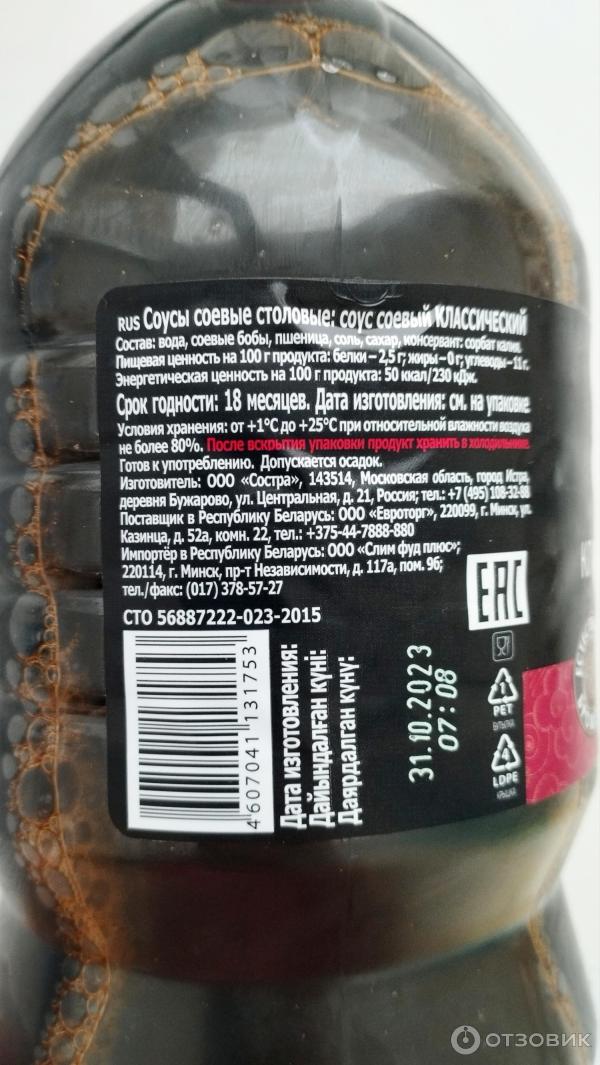 RUS Соусы соевые столовые: соус соевый КЛАССИЧЕСКИЙ
Состав: вода, соевые бобы, пшеница, соль, сахар, консервант: сорбат калия.
Пищевая ценность на 100 г продукта: белки – 2,5 г; жиры – 0 г; углеводы – 11 г.
Энергетическая ценность на 100 г продукта: 50 ккал/230 кДж.
Срок годности: 18 месяцев. Дата изготовления: см. на упаковке.
Условия хранения: от +1°С до +25°С при относительной влажности воздуха
не более 80%. После вскрытия упаковки продукт хранить в холодильнике.
Готов к употреблению. Допускается осадок.
Изготовитель: ООО «Состра», 143514, Московская область, город Истра,
деревня Бужарово, ул. Центральная, д. 21, Россия; тел.: +7 (495) 108-32-88
Поставщик в Республику Беларусь: ООО «Евроторг», 220099, г. Минск, ул.
Казинца, д. 52а, комн. 22, тел.: +375-44-7888-880
Импортёр в Республику Беларусь: ООО «Слим фуд плюс»;
220114, г. Минск, пр-т Независимости, д. 117а, пом. 9б;
тел./факс: (017) 378-57-27
СТО 56887222-023-2015
EAC
4 607041 131753
Дата изготовления:
Дайындалған күні:
Даярдалган күнү:
31.10.2023
07:08
1
PET
БУТЫЛКА
4
LDPE
КРЫШКА
ОТЗОВИК